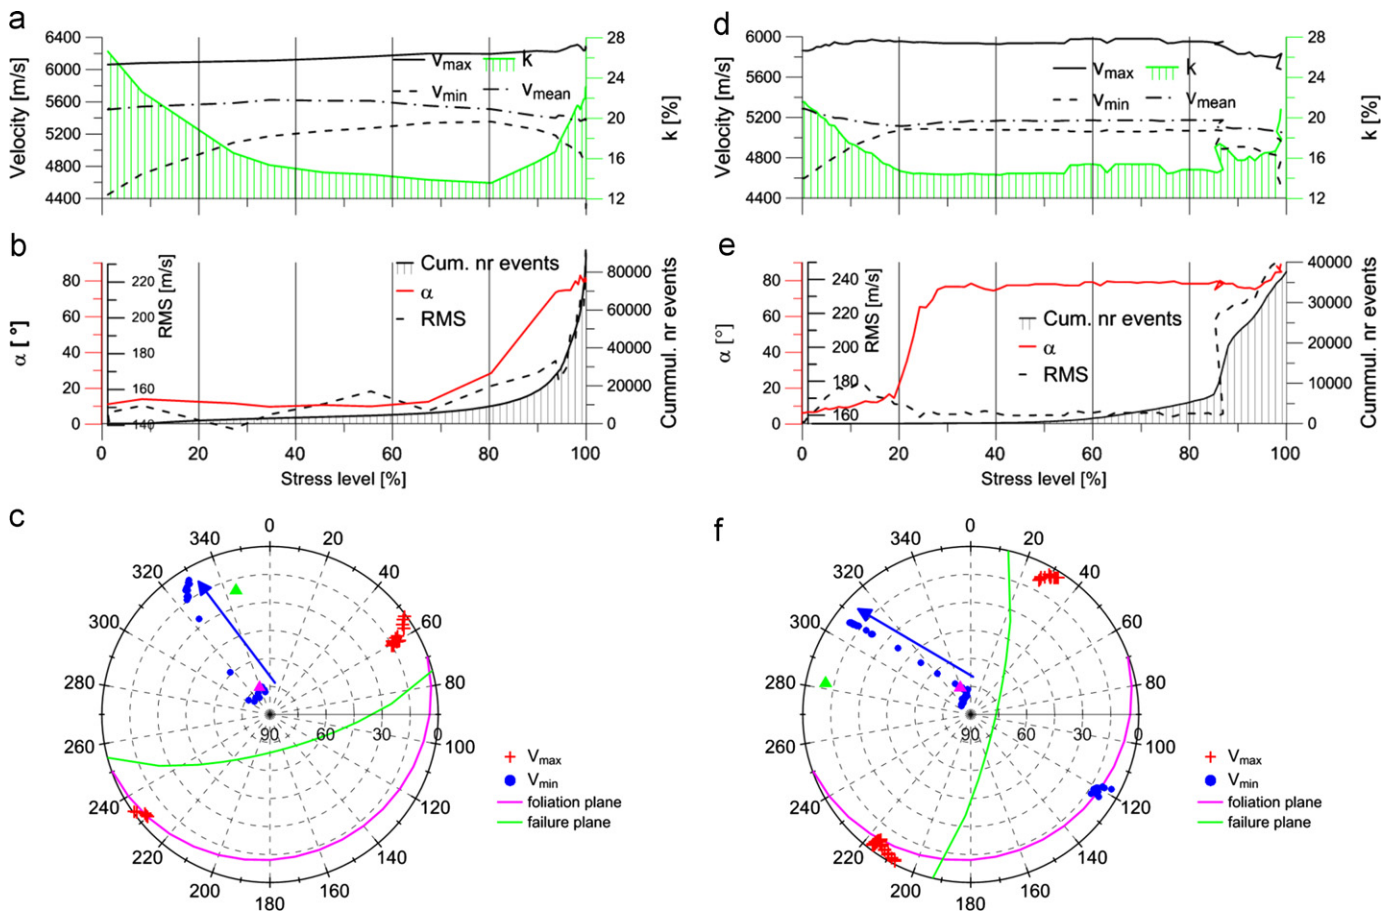 a
6400
6000
5600
5200
4800
4400
Velocity [m/s]
Vmax
k
Vmin
Vmean
28
24
20
16
12
k [%]
d
6000
5600
5200
4800
4400
Velocity [m/s]
Vmax
k
Vmin
Vmean
28
24
20
16
12
k [%]
b
80
60
40
20
0
α [°]
220
200
180
160
140
RMS [m/s]
Cum. nr events
α
RMS
80000
60000
40000
20000
0
Cummul. nr events
0
20
40
60
80
100
Stress level [%]
e
80
60
40
20
0
α [°]
240
220
200
180
160
RMS [m/s]
Cum. nr events
α
RMS
40000
30000
20000
10000
0
Cummul. nr events
0
20
40
60
80
100
Stress level [%]
c
0
20
40
60
80
100
120
140
160
180
200
220
240
260
280
300
320
340
90
60
30
0
Vmax
Vmin
foliation plane
failure plane
f
0
20
40
60
80
100
120
140
160
180
200
220
240
260
280
300
320
340
90
60
30
0
Vmax
Vmin
foliation plane
failure plane